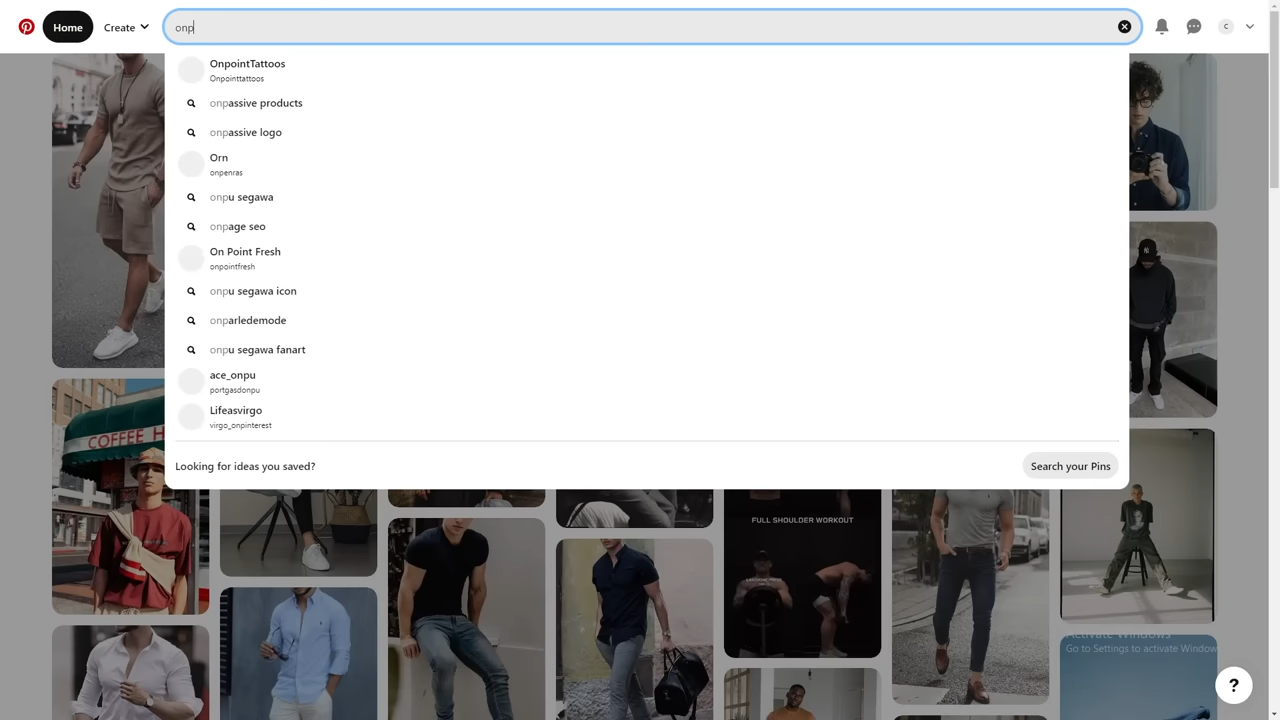 Home
Create
onp
C
OnpointTattoos
Onpointtattoos
onpassive products
onpassive logo
Orn
onpenras
onpu segawa
onpage seo
On Point Fresh
onpointfresh
onpu segawa icon
onparledemode
onpu segawa fanart
ace_onpu
portgasdonpu
Lifeasvirgo
virgo_onpinterest
Looking for ideas you saved?
Search your Pins
COFFEE H
FULL SHOULDER WORKOUT
Activate Windows
Go to Settings to activate Window
?